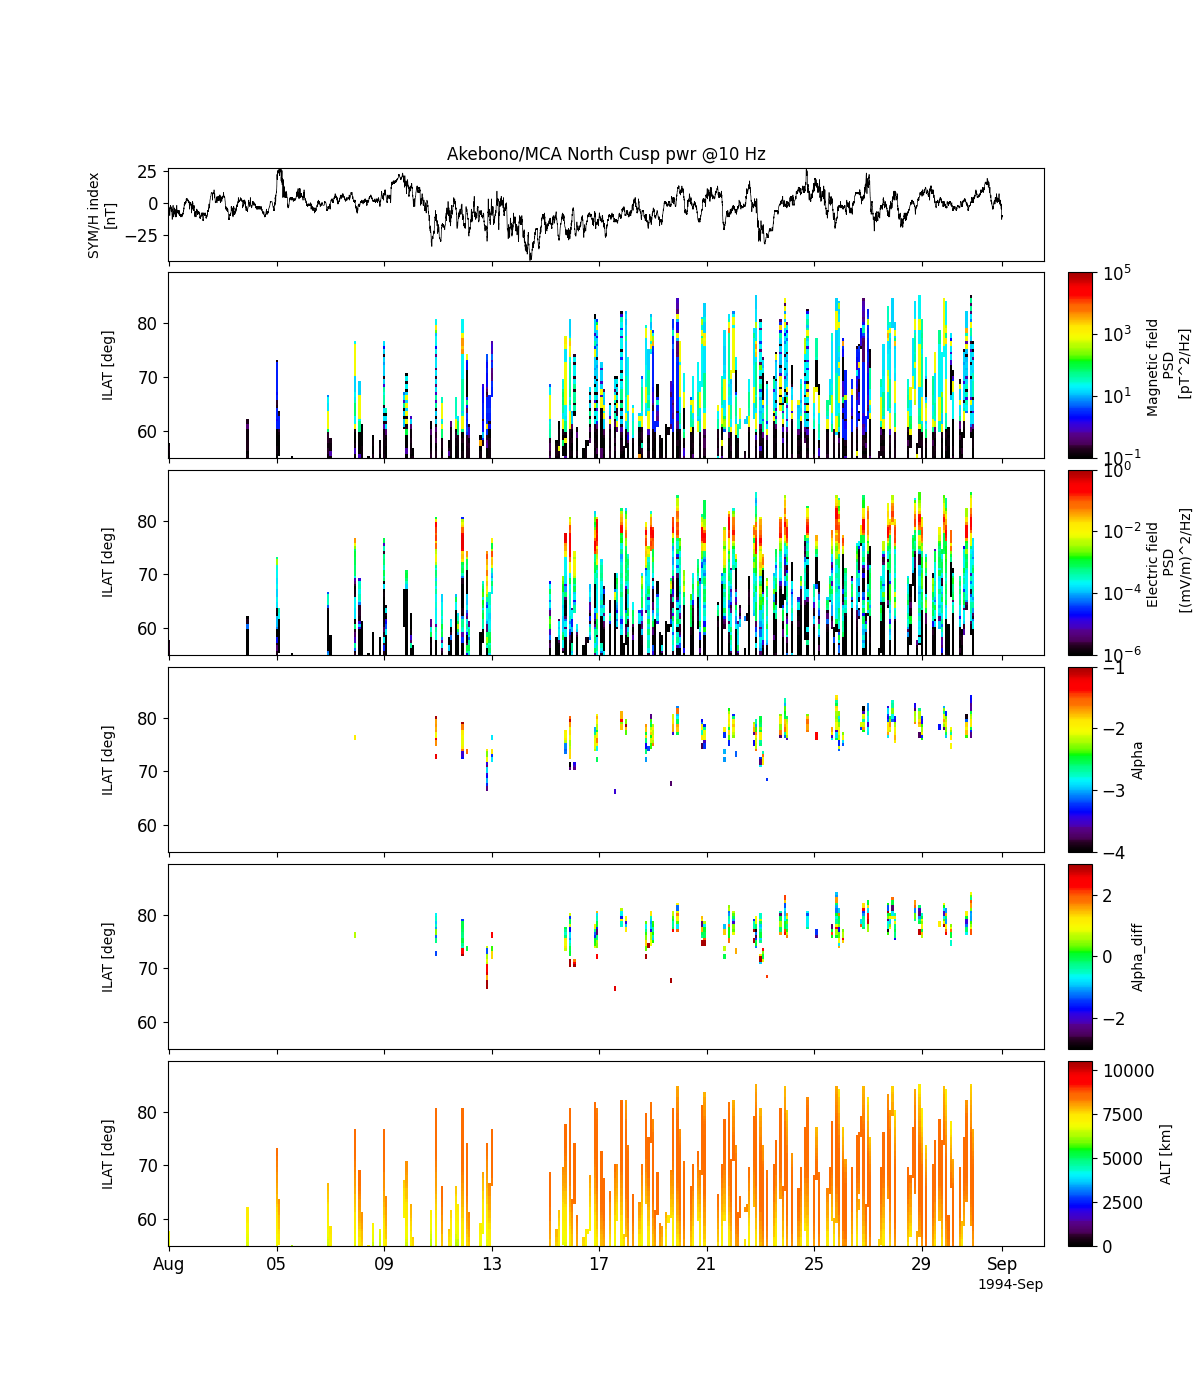 Akebono/MCA North Cusp pwr @10 Hz
SYM/H index
[nT]
25
0
−25
ILAT [deg]
80
70
60
10^5
10^3
10^1
10^−1
Magnetic field
PSD
[pT^2/Hz]
ILAT [deg]
80
70
60
10^0
10^−2
10^−4
10^−6
Electric field
PSD
[(mV/m)^2/Hz]
ILAT [deg]
80
70
60
−1
−2
−3
−4
Alpha
ILAT [deg]
80
70
60
2
0
−2
Alpha_diff
ILAT [deg]
80
70
60
10000
7500
5000
2500
0
ALT [km]
Aug 05 09 13 17 21 25 29 Sep
1994-Sep